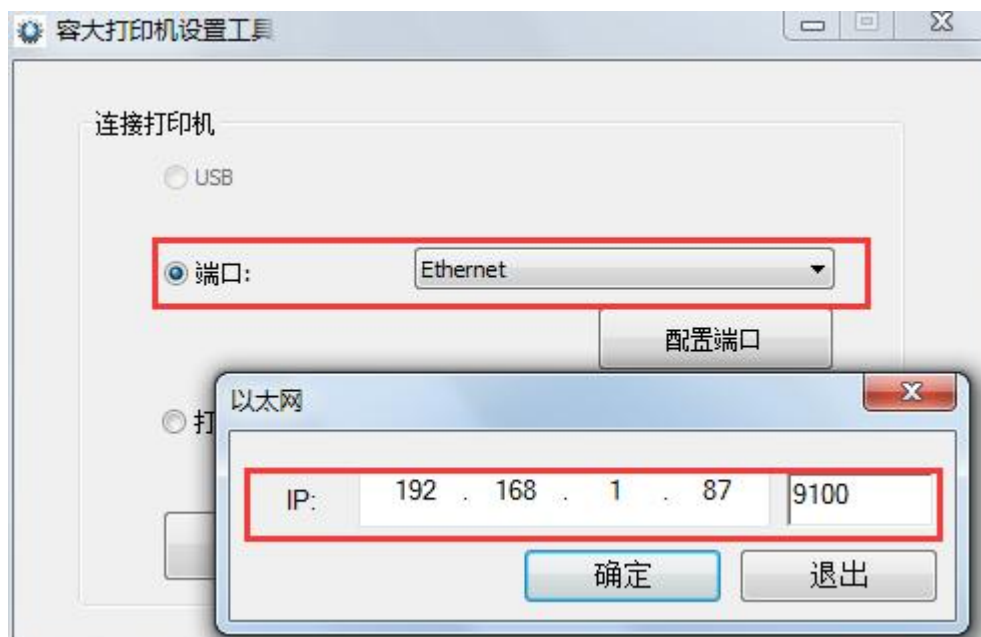 容大打印机设置工具
连接打印机
USB
端口: Ethernet
配置端口
以太网
打
IP: 192 . 168 . 1 . 87 9100
确定 退出